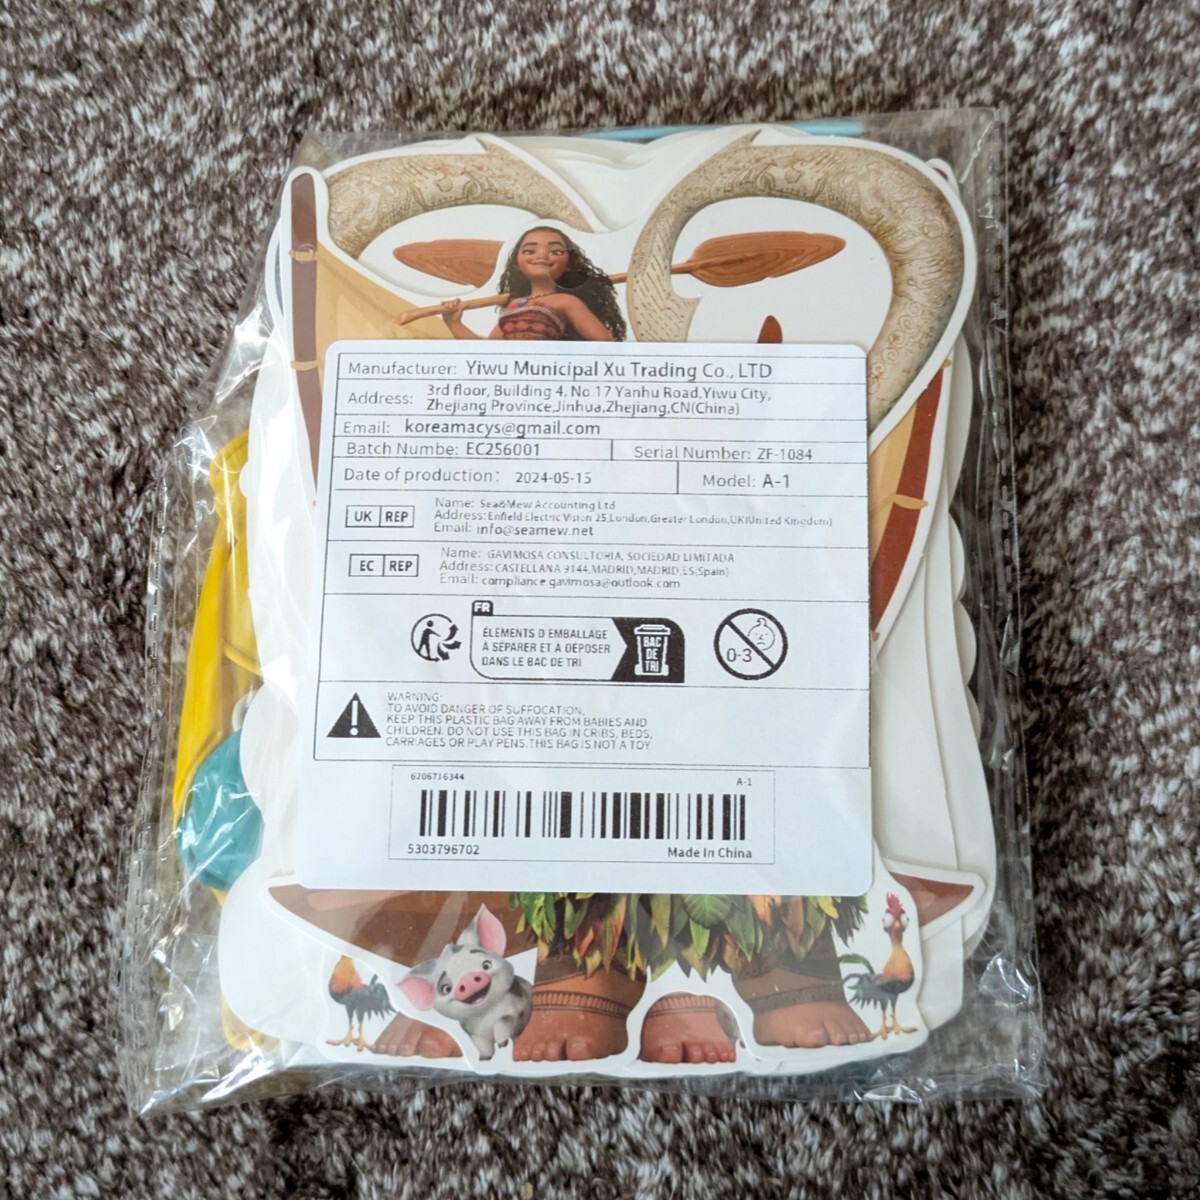 Manufacturer: Yiwu Municipal Xu Trading Co., LTD
Address: 3rd floor, Building 4, No 17 Yanhu Road,Yiwu City,
Zhejiang Province,Jinhua,Zhejiang,CN(China)
Email: koreamacys@gmail.com
Batch Numbe: EC256001 Serial Number: ZF-1084
Date of production: 2024-05-15 Model: A-1
UK REP
Name: Sea&Mew Accounting Ltd
Address:Enfield Electric Vision 25,London,Greater London,UK(United Kingdom)
Email: info@seamew.net
EC REP
Name: GAVIMOSA CONSULTORIA, SOCIEDAD LIMITADA
Address:CASTELLANA 9144,MADRID,MADRID,ES(Spain)
Email: compliance.gavimosa@outlook.com
FR
ÉLÉMENTS D EMBALLAGE
À SÉPARER ET À DÉPOSER
DANS LE BAC DE TRI
BAC
DE
TRI
0-3
WARNING:
TO AVOID DANGER OF SUFFOCATION,
KEEP THIS PLASTIC BAG AWAY FROM BABIES AND
CHILDREN. DO NOT USE THIS BAG IN CRIBS, BEDS,
CARRIAGES OR PLAY PENS.THIS BAG IS NOT A TOY
6206716344 A-1
5303796702 Made In China